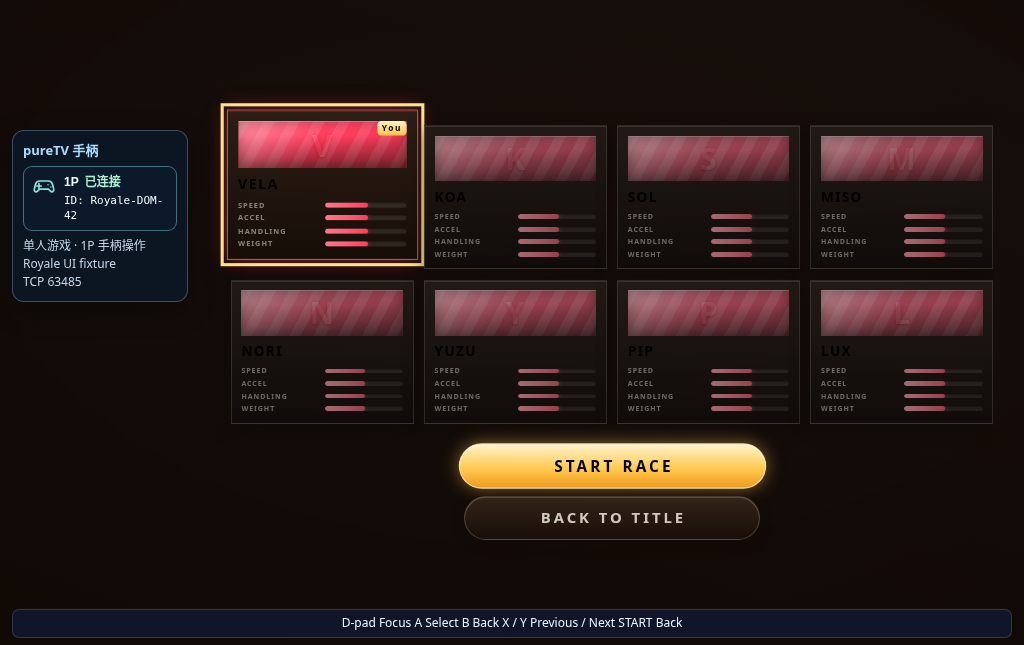 pureTV 手柄
1P 已连接
ID: Royale-DOM-
42
单人游戏 · 1P 手柄操作
Royale UI fixture
TCP 63485
You
V
VELA
SPEED
ACCEL
HANDLING
WEIGHT
K
KOA
SPEED
ACCEL
HANDLING
WEIGHT
S
SOL
SPEED
ACCEL
HANDLING
WEIGHT
M
MISO
SPEED
ACCEL
HANDLING
WEIGHT
N
NORI
SPEED
ACCEL
HANDLING
WEIGHT
Y
YUZU
SPEED
ACCEL
HANDLING
WEIGHT
P
PIP
SPEED
ACCEL
HANDLING
WEIGHT
L
LUX
SPEED
ACCEL
HANDLING
WEIGHT
START RACE
BACK TO TITLE
D-pad Focus A Select B Back X / Y Previous / Next START Back